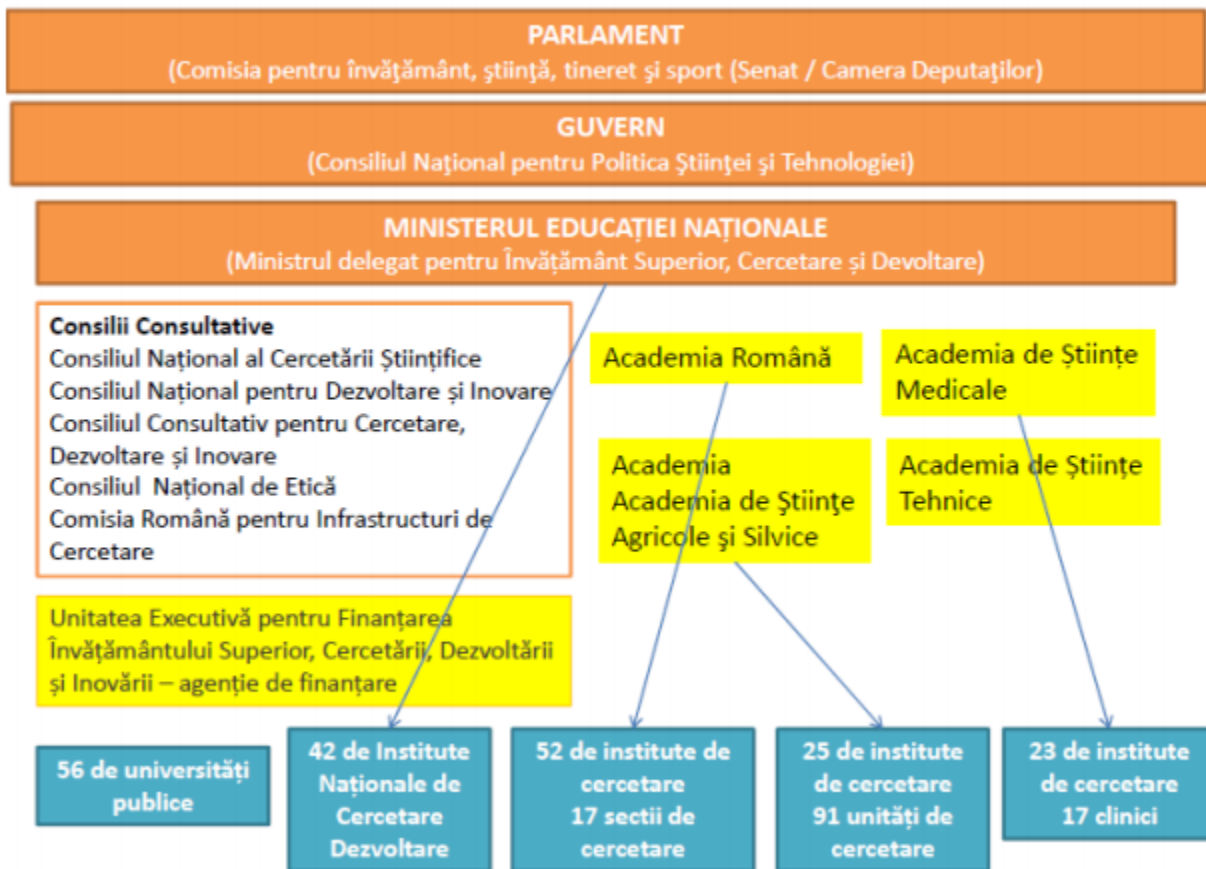 PARLAMENT
(Comisia pentru învăţământ, ştiinţă, tineret şi sport (Senat / Camera Deputaţilor)
GUVERN
(Consiliul Naţional pentru Politica Ştiinţei şi Tehnologiei)
MINISTERUL EDUCAȚIEI NAȚIONALE
(Ministrul delegat pentru Învățământ Superior, Cercetare și Devoltare)
Consilii Consultative
Consiliul Național al Cercetării Științifice
Consiliul Național pentru Dezvoltare și Inovare
Consiliul Consultativ pentru Cercetare,
Dezvoltare și Inovare
Consiliul Național de Etică
Comisia Română pentru Infrastructuri de
Cercetare
Academia Română
Academia de Științe
Medicale
Academia
Academia de Ştiinţe
Agricole şi Silvice
Academia de Științe
Tehnice
Unitatea Executivă pentru Finanțarea
Învățământului Superior, Cercetării, Dezvoltării
și Inovării – agenție de finanțare
56 de universități
publice
42 de Institute
Naționale de
Cercetare
Dezvoltare
52 de institute de
cercetare
17 sectii de
cercetare
25 de institute
de cercetare
91 unități de
cercetare
23 de institute
de cercetare
17 clinici